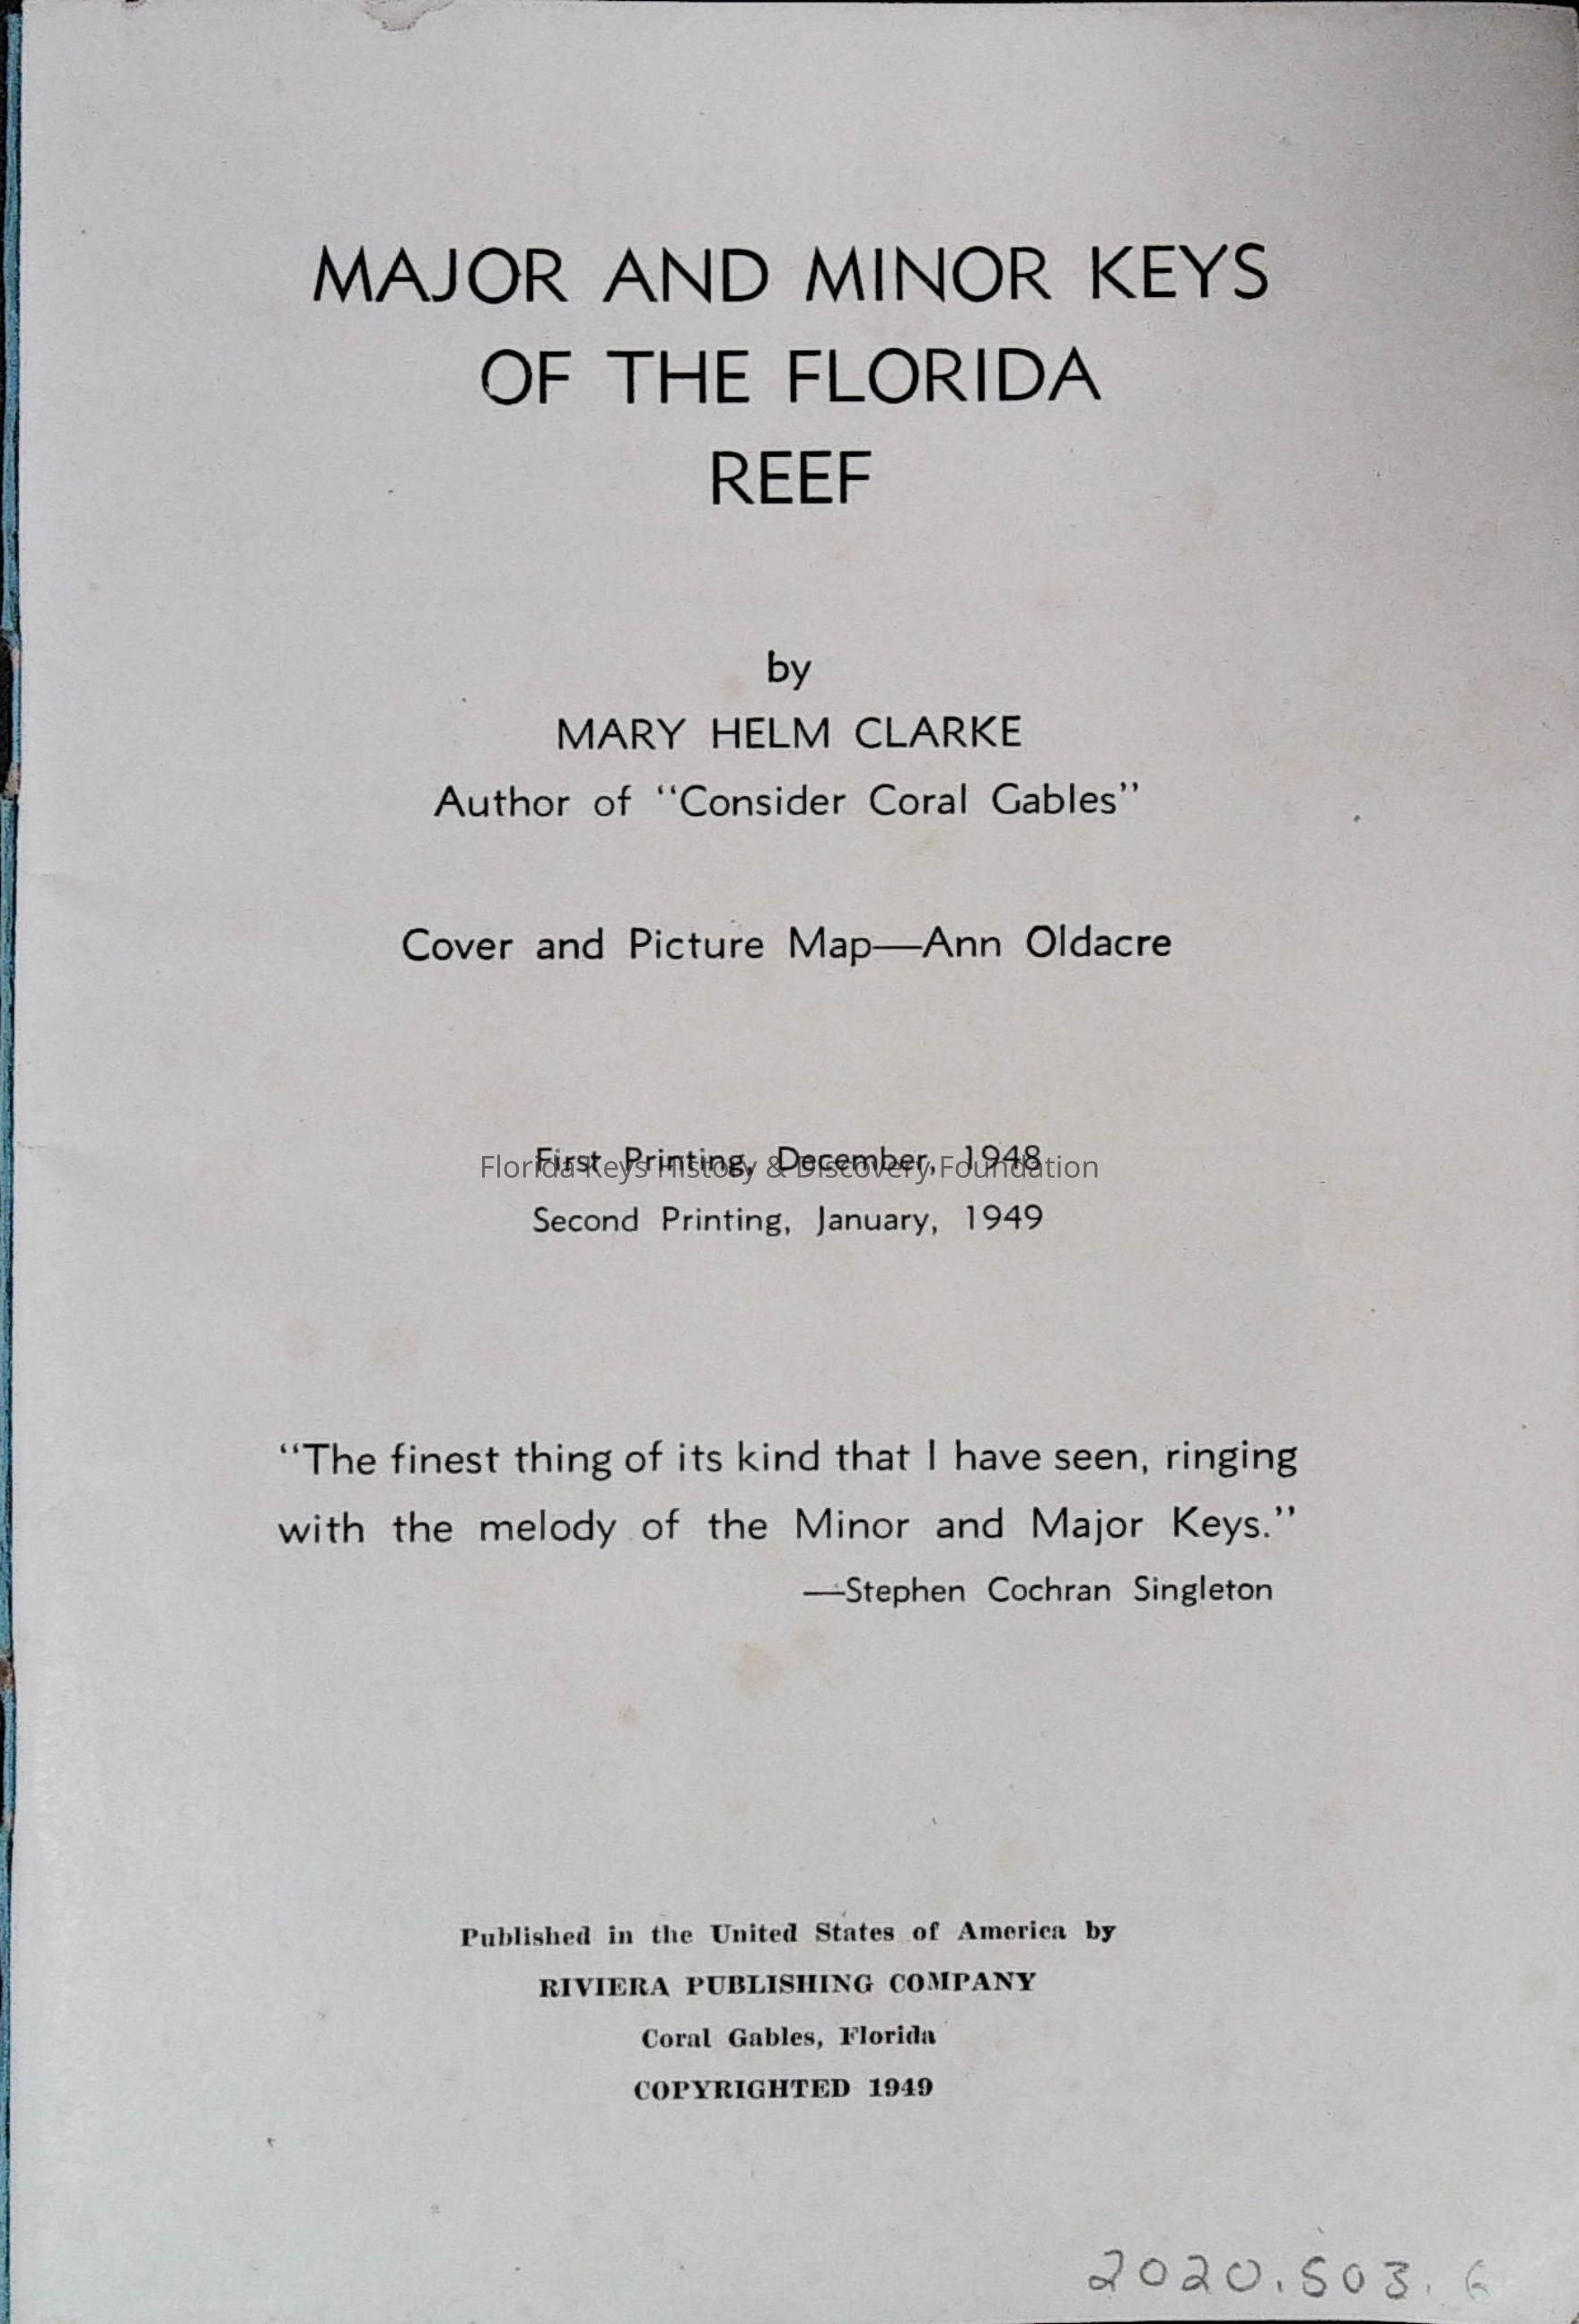 MAJOR AND MINOR KEYS
OF THE FLORIDA
REEF
by
MARY HELM CLARKE
Author of "Consider Coral Gables"
Cover and Picture Map—Ann Oldacre
First Printing, December, 1948
Florida Keys History & Discovery Foundation
Second Printing, January, 1949
"The finest thing of its kind that I have seen, ringing
with the melody of the Minor and Major Keys."
—Stephen Cochran Singleton
Published in the United States of America by
RIVIERA PUBLISHING COMPANY
Coral Gables, Florida
COPYRIGHTED 1949
2020.503.6